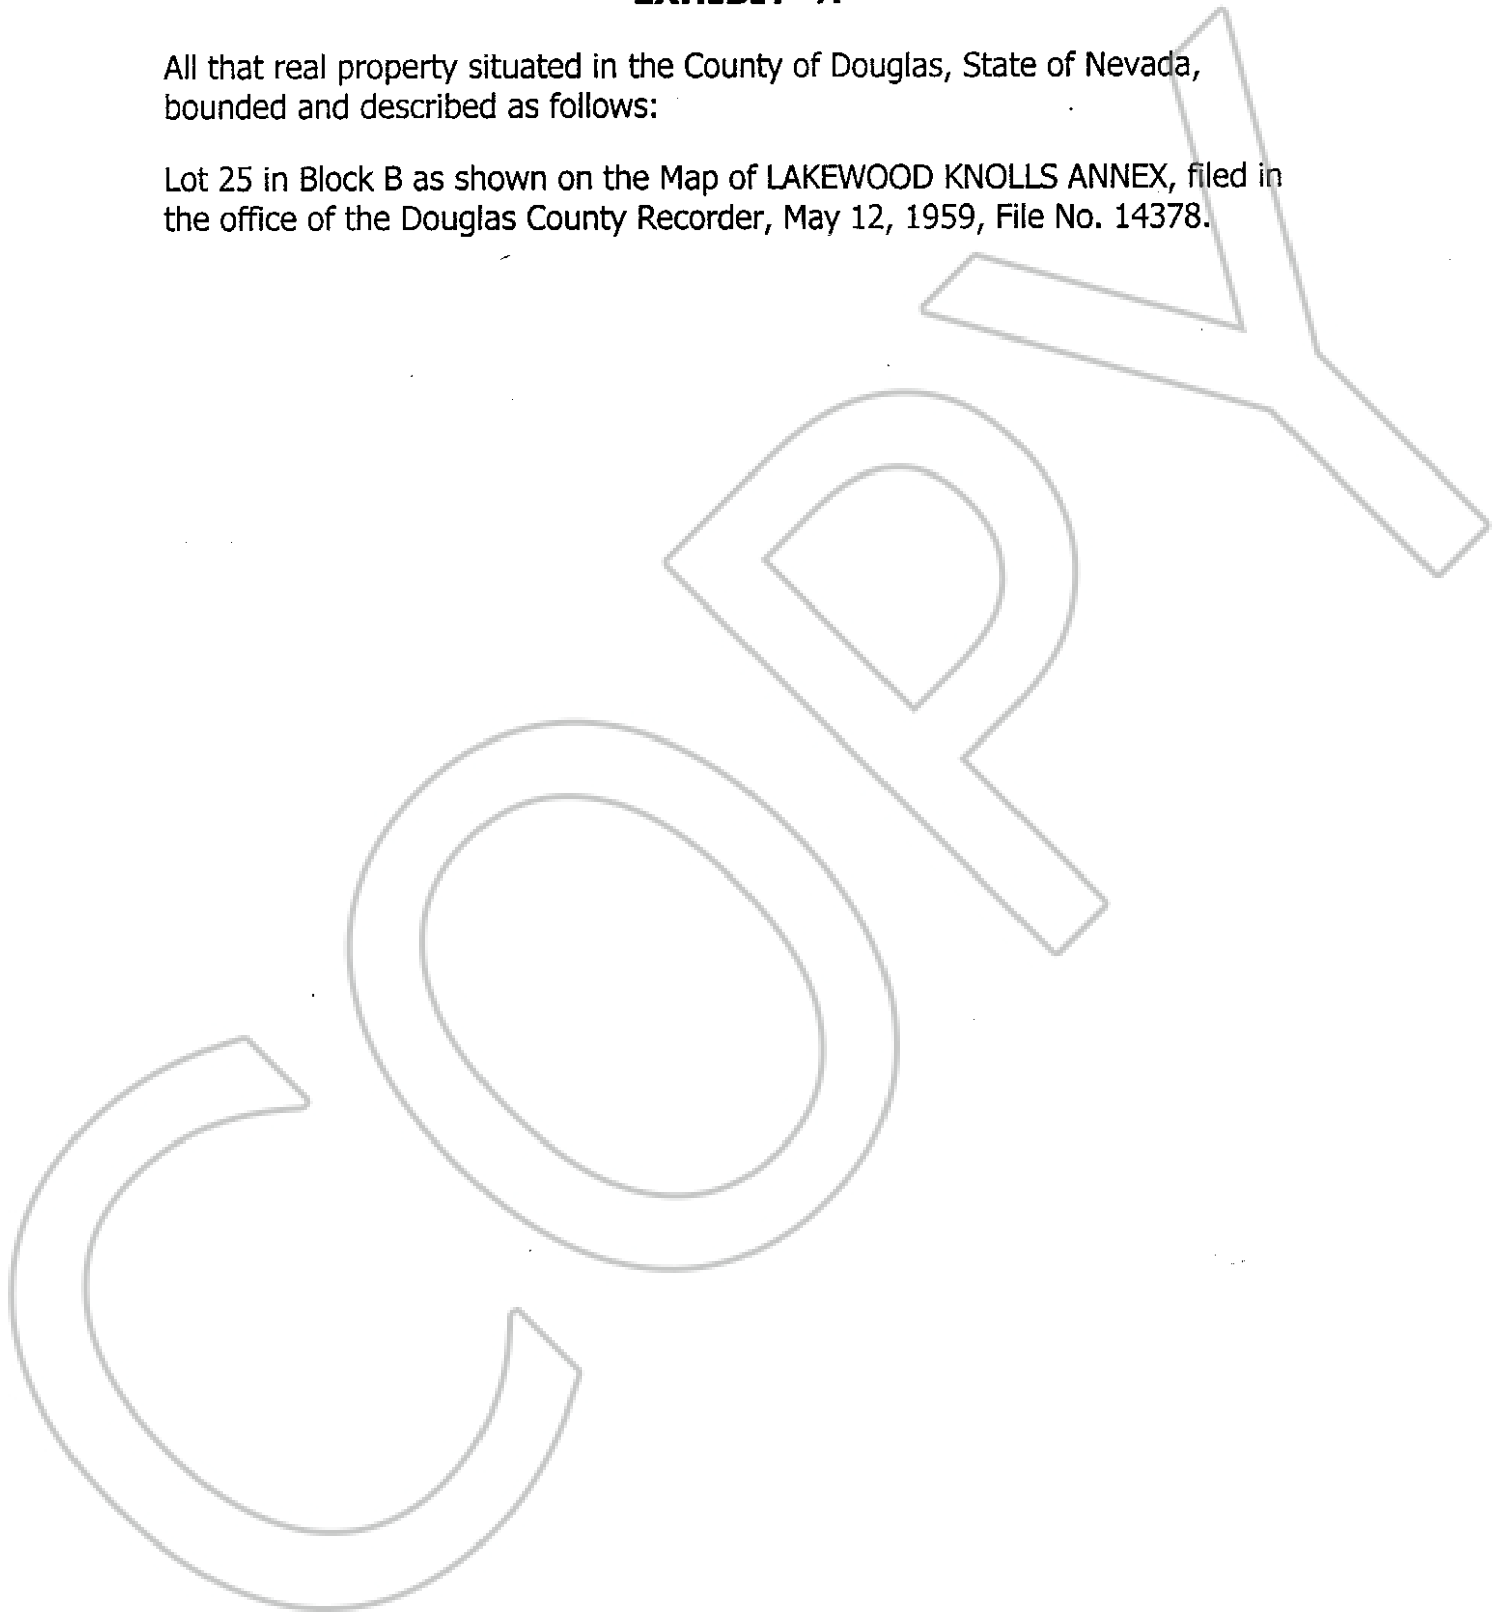 All that real property situated in the County of Douglas, State of Nevada,
bounded and described as follows:
Lot 25 in Block B as shown on the Map of LAKEWOOD KNOLLS ANNEX, filed in
the office of the Douglas County Recorder, May 12, 1959, File No. 14378.
COPY